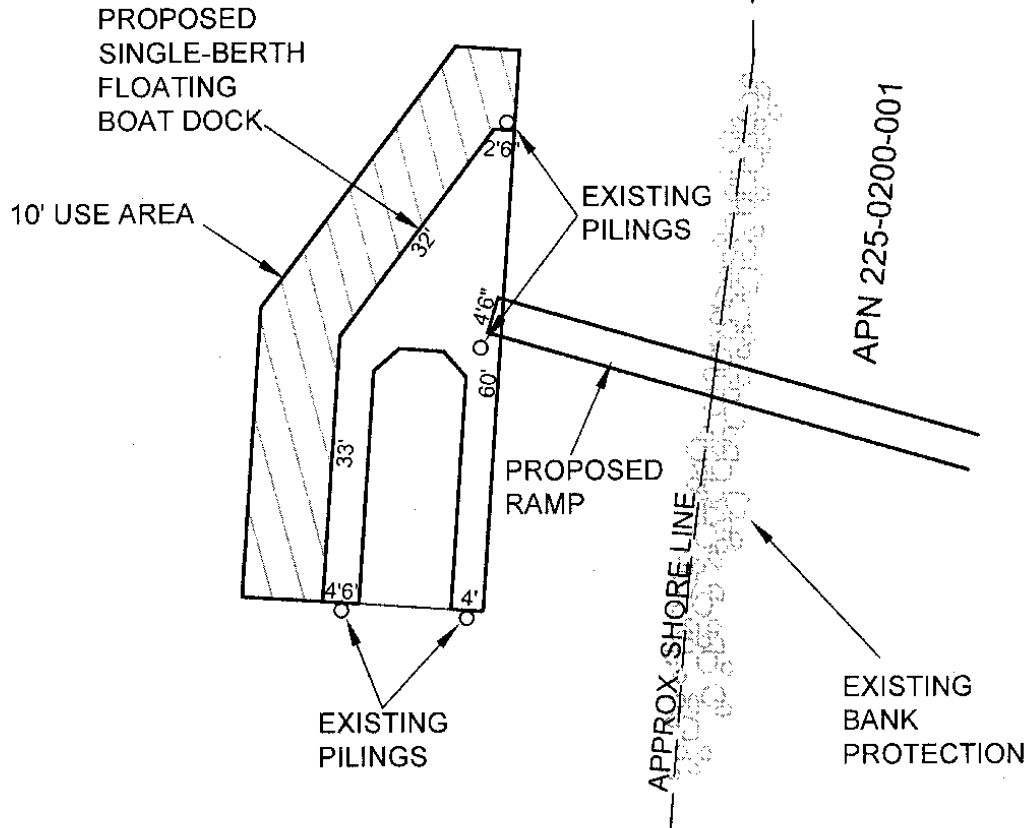 PROPOSED
SINGLE-BERTH
FLOATING
BOAT DOCK
10' USE AREA
2'6"
EXISTING
PILINGS
32'
4'6"
60'
33'
APN 225-0200-001
PROPOSED
RAMP
4'6'
4'
APPROX. SHORE LINE
EXISTING
PILINGS
EXISTING
BANK
PROTECTION